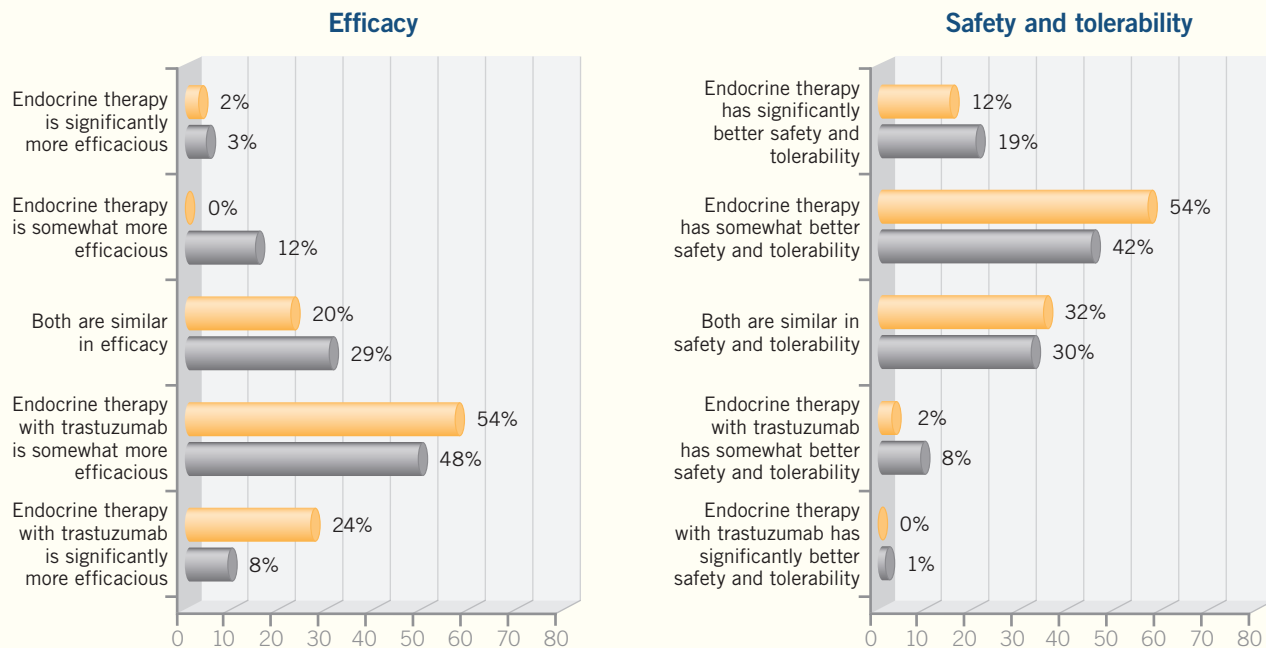 Efficacy
Endocrine therapy
is significantly
more efficacious
2%
3%
Endocrine therapy
is somewhat more
efficacious
0%
12%
Both are similar
in efficacy
20%
29%
Endocrine therapy
with trastuzumab
is somewhat more
efficacious
54%
48%
Endocrine therapy
with trastuzumab
is significantly
more efficacious
24%
8%
0 10 20 30 40 50 60 70 80
Safety and tolerability
Endocrine therapy
has significantly
better safety and
tolerability
12%
19%
Endocrine therapy
has somewhat better
safety and tolerability
54%
42%
Both are similar in
safety and tolerability
32%
30%
Endocrine therapy
with trastuzumab
has somewhat better
safety and tolerability
2%
8%
Endocrine therapy
with trastuzumab has
significantly better
safety and tolerability
0%
1%
0 10 20 30 40 50 60 70 80